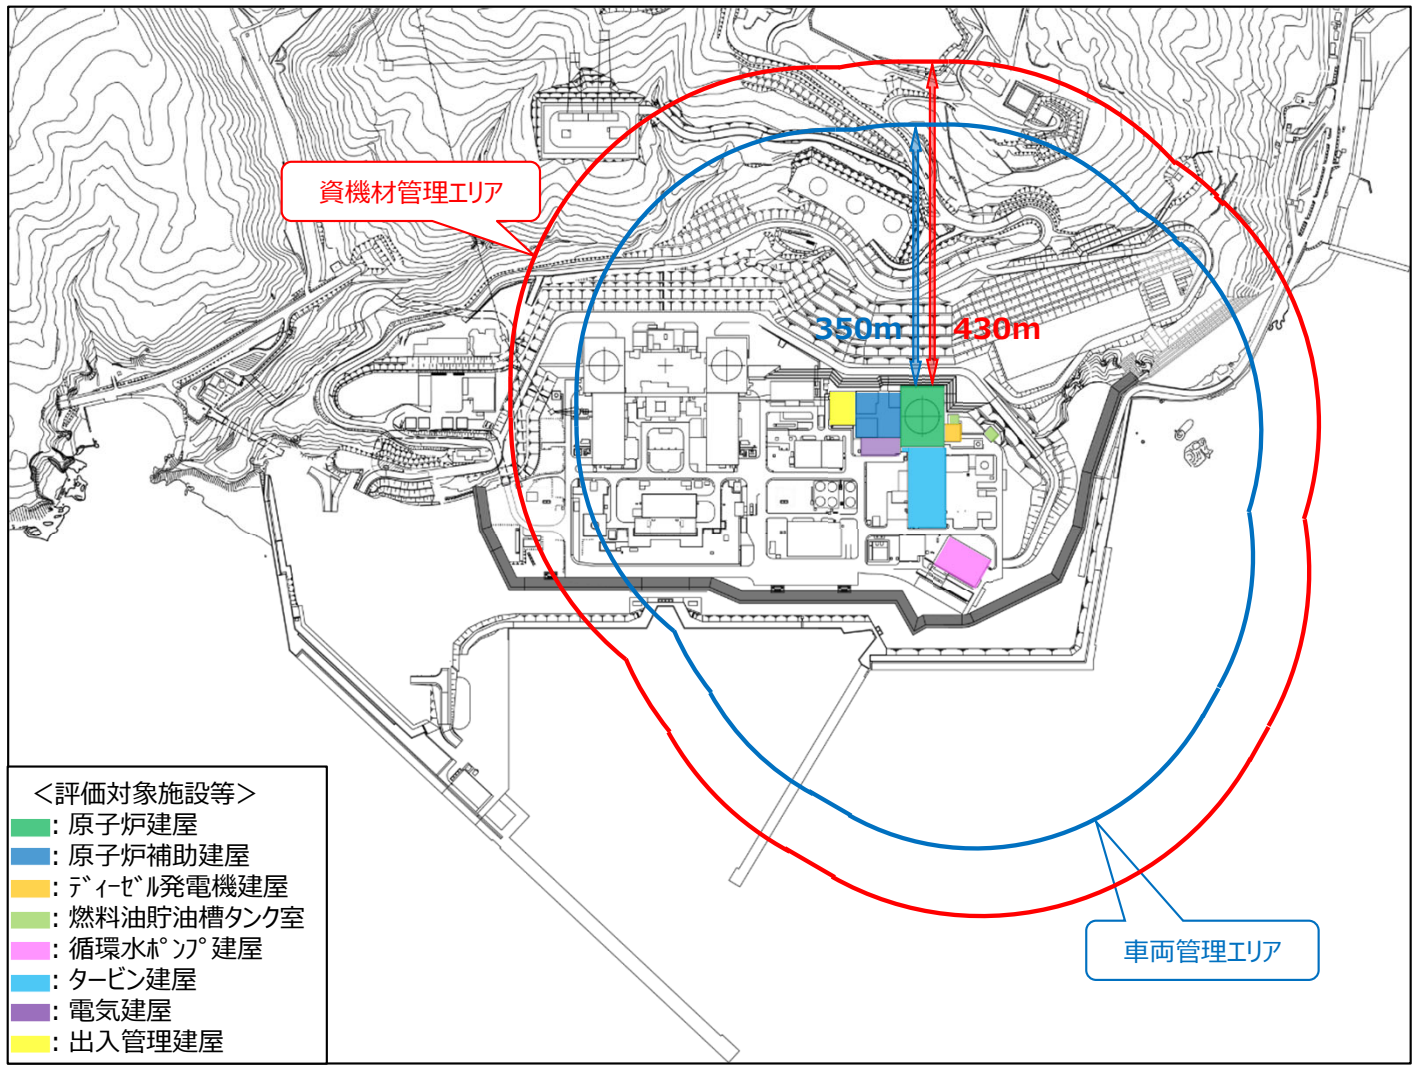 資機材管理エリア
350m
430m
車両管理エリア
<評価対象施設等>
: 原子炉建屋
: 原子炉補助建屋
: ディーゼル発電機建屋
: 燃料油貯油槽タンク室
: 循環水ポンプ建屋
: タービン建屋
: 電気建屋
: 出入管理建屋